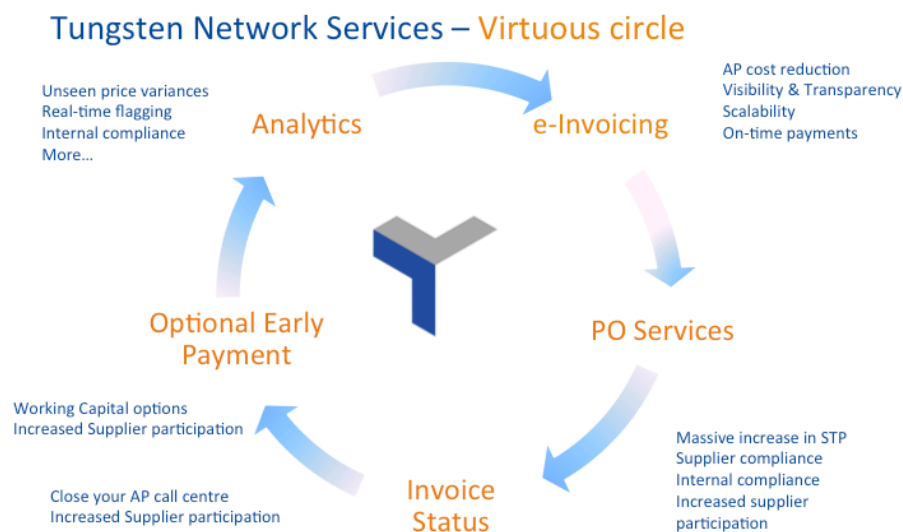 Tungsten Network Services – Virtuous circle
Unseen price variances
Real-time flagging
Internal compliance
More...
Analytics
e-Invoicing
AP cost reduction
Visibility & Transparency
Scalability
On-time payments
PO Services
Massive increase in STP
Supplier compliance
Internal compliance
Increased supplier
participation
Invoice
Status
Close your AP call centre
Increased Supplier participation
Optional Early
Payment
Working Capital options
Increased Supplier participation